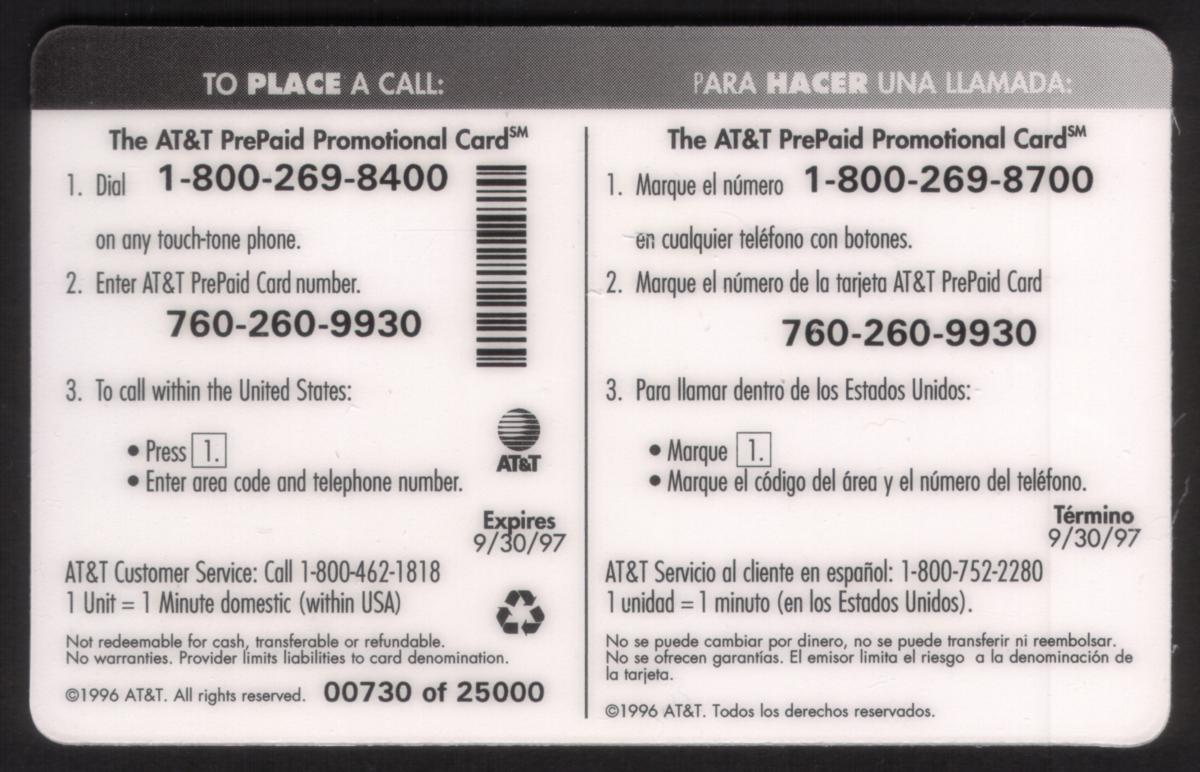 TO PLACE A CALL:
The AT&T PrePaid Promotional Card℠
1. Dial 1-800-269-8400
on any touch-tone phone.
2. Enter AT&T PrePaid Card number.
760-260-9930
3. To call within the United States:
• Press 1.
• Enter area code and telephone number.
AT&T
Expires
9/30/97
AT&T Customer Service: Call 1-800-462-1818
1 Unit = 1 Minute domestic (within USA)
Not redeemable for cash, transferable or refundable.
No warranties. Provider limits liabilities to card denomination.
©1996 AT&T. All rights reserved. 00730 of 25000
PARA HACER UNA LLAMADA:
The AT&T PrePaid Promotional Card℠
1. Marque el número 1-800-269-8700
en cualquier teléfono con botones.
2. Marque el número de la tarjeta AT&T PrePaid Card
760-260-9930
3. Para llamar dentro de los Estados Unidos:
• Marque 1.
• Marque el código del área y el número del teléfono.
Término
9/30/97
AT&T Servicio al cliente en español: 1-800-752-2280
1 unidad = 1 minuto (en los Estados Unidos).
No se puede cambiar por dinero, no se puede transferir ni reembolsar.
No se ofrecen garantías. El emisor limita el riesgo a la denominación de
la tarjeta.
©1996 AT&T. Todos los derechos reservados.